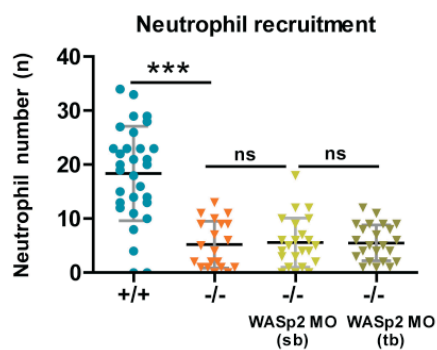 Neutrophil recruitment
Neutrophil number (n)
40
30
20
10
0
***
ns
ns
+/+
-/-
-/-
-/-
WASp2 MO
(sb)
WASp2 MO
(tb)